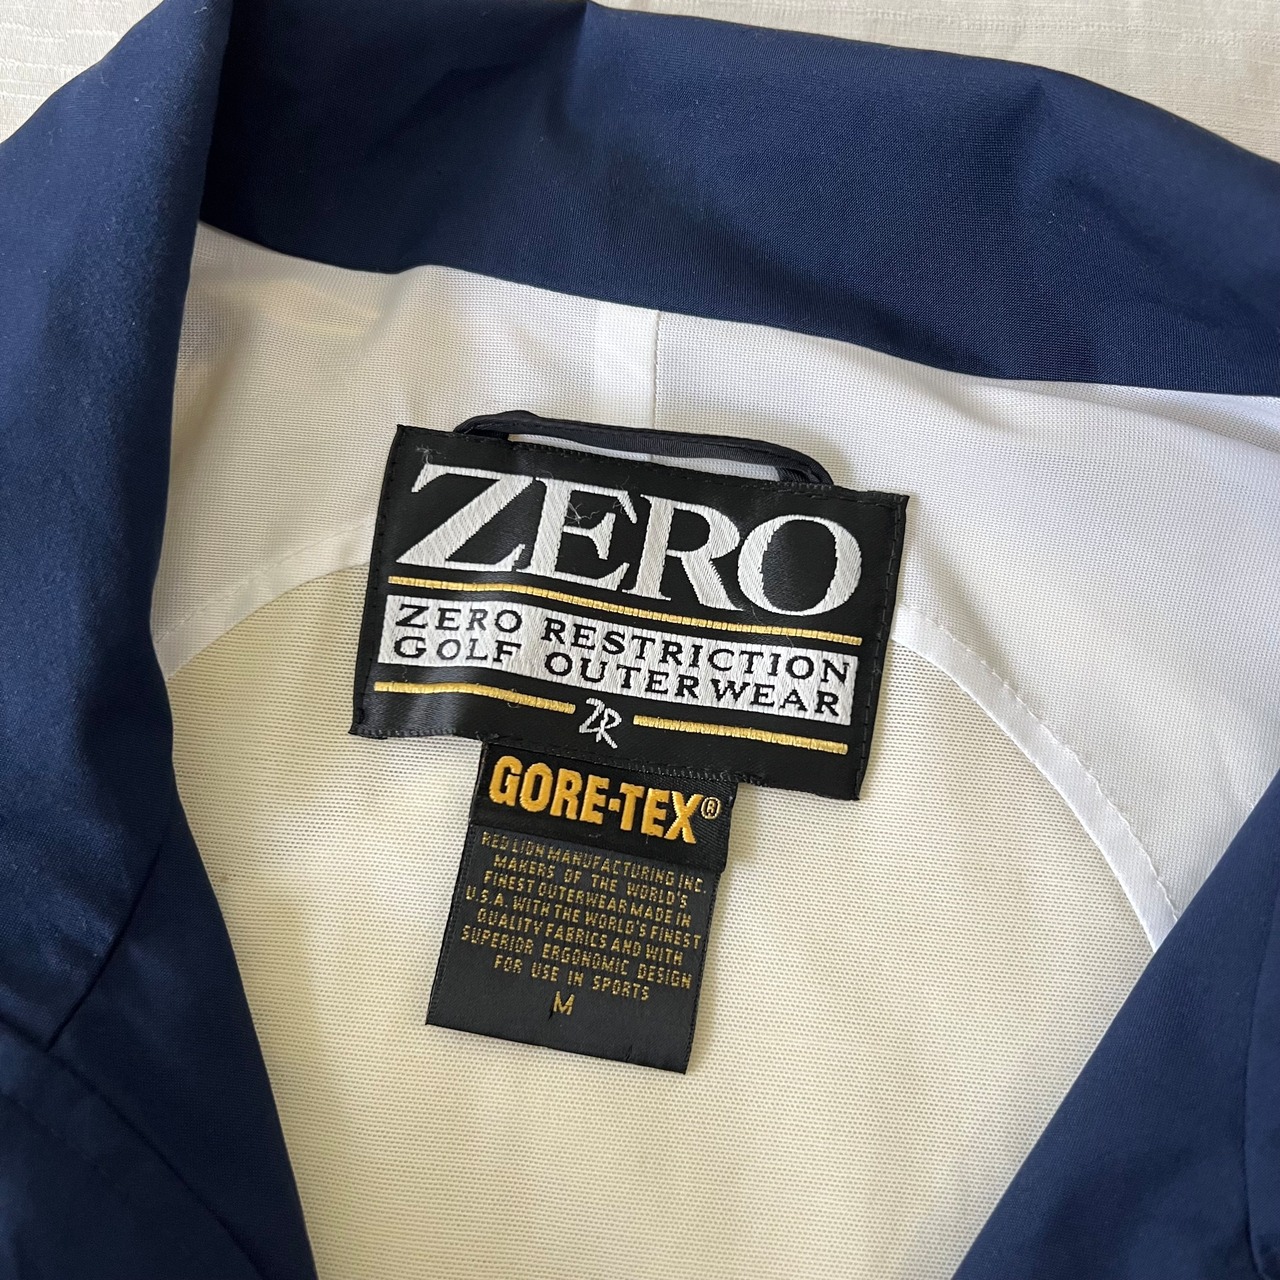 ZERO
ZERO RESTRICTION
GOLF OUTERWEAR
ZR
GORE-TEX®
RED LION MANUFACTURING INC.
MAKERS OF THE WORLD'S
FINEST OUTERWEAR MADE IN
U.S.A. WITH THE WORLD'S FINEST
QUALITY FABRICS AND WITH
SUPERIOR ERGONOMIC DESIGN
FOR USE IN SPORTS
M